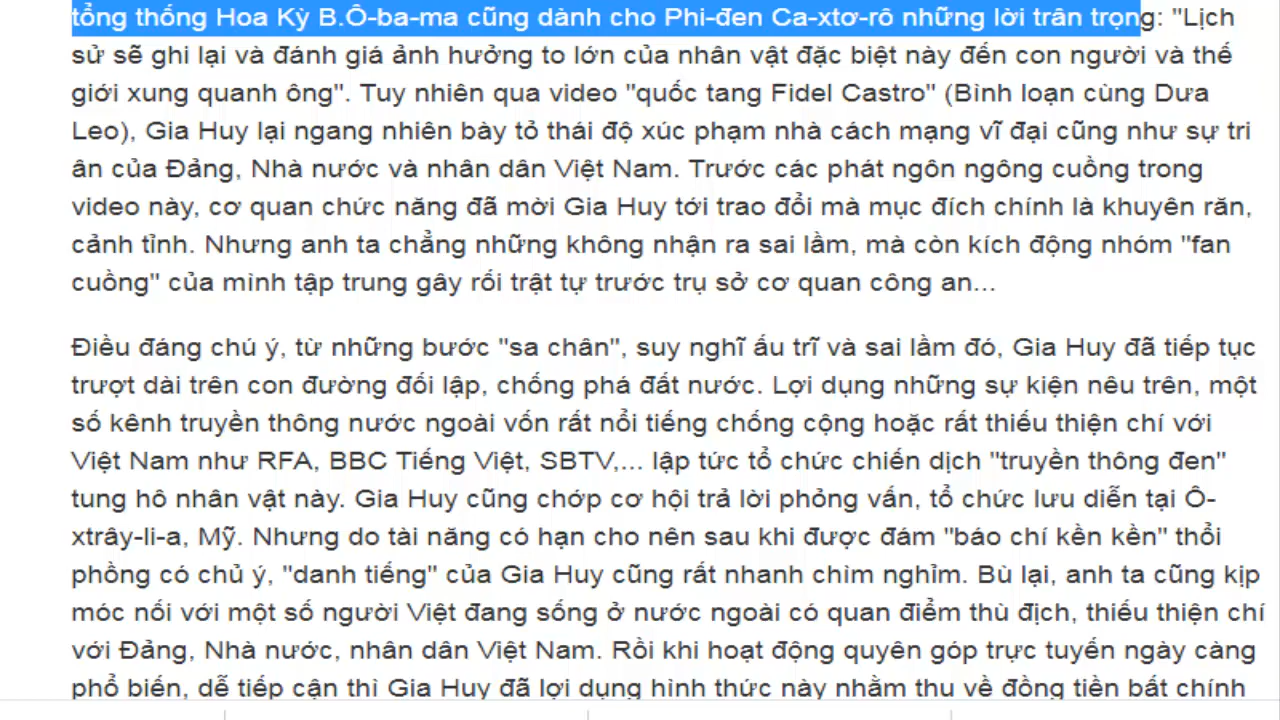 tổng thống Hoa Kỳ B.Ô-ba-ma cũng dành cho Phi-đen Ca-xtơ-rô những lời trân trọng: "Lịch
sử sẽ ghi lại và đánh giá ảnh hưởng to lớn của nhân vật đặc biệt này đến con người và thế
giới xung quanh ông". Tuy nhiên qua video "quốc tang Fidel Castro" (Bình loạn cùng Dưa
Leo), Gia Huy lại ngang nhiên bày tỏ thái độ xúc phạm nhà cách mạng vĩ đại cũng như sự tri
ân của Đảng, Nhà nước và nhân dân Việt Nam. Trước các phát ngôn ngông cuồng trong
video này, cơ quan chức năng đã mời Gia Huy tới trao đổi mà mục đích chính là khuyên răn,
cảnh tỉnh. Nhưng anh ta chẳng những không nhận ra sai lầm, mà còn kích động nhóm "fan
cuồng" của mình tập trung gây rối trật tự trước trụ sở cơ quan công an...
Điều đáng chú ý, từ những bước "sa chân", suy nghĩ ấu trĩ và sai lầm đó, Gia Huy đã tiếp tục
trượt dài trên con đường đối lập, chống phá đất nước. Lợi dụng những sự kiện nêu trên, một
số kênh truyền thông nước ngoài vốn rất nổi tiếng chống cộng hoặc rất thiếu thiện chí với
Việt Nam như RFA, BBC Tiếng Việt, SBTV,... lập tức tổ chức chiến dịch "truyền thông đen"
tung hô nhân vật này. Gia Huy cũng chớp cơ hội trả lời phỏng vấn, tổ chức lưu diễn tại Ô-
xtrây-li-a, Mỹ. Nhưng do tài năng có hạn cho nên sau khi được đám "báo chí kền kền" thổi
phồng có chủ ý, "danh tiếng" của Gia Huy cũng rất nhanh chìm nghỉm. Bù lại, anh ta cũng kịp
móc nối với một số người Việt đang sống ở nước ngoài có quan điểm thù địch, thiếu thiện chí
với Đảng, Nhà nước, nhân dân Việt Nam. Rồi khi hoạt động quyên góp trực tuyến ngày càng
phổ biến, dễ tiếp cận thì Gia Huy đã lợi dụng hình thức này nhằm thu về đồng tiền bất chính